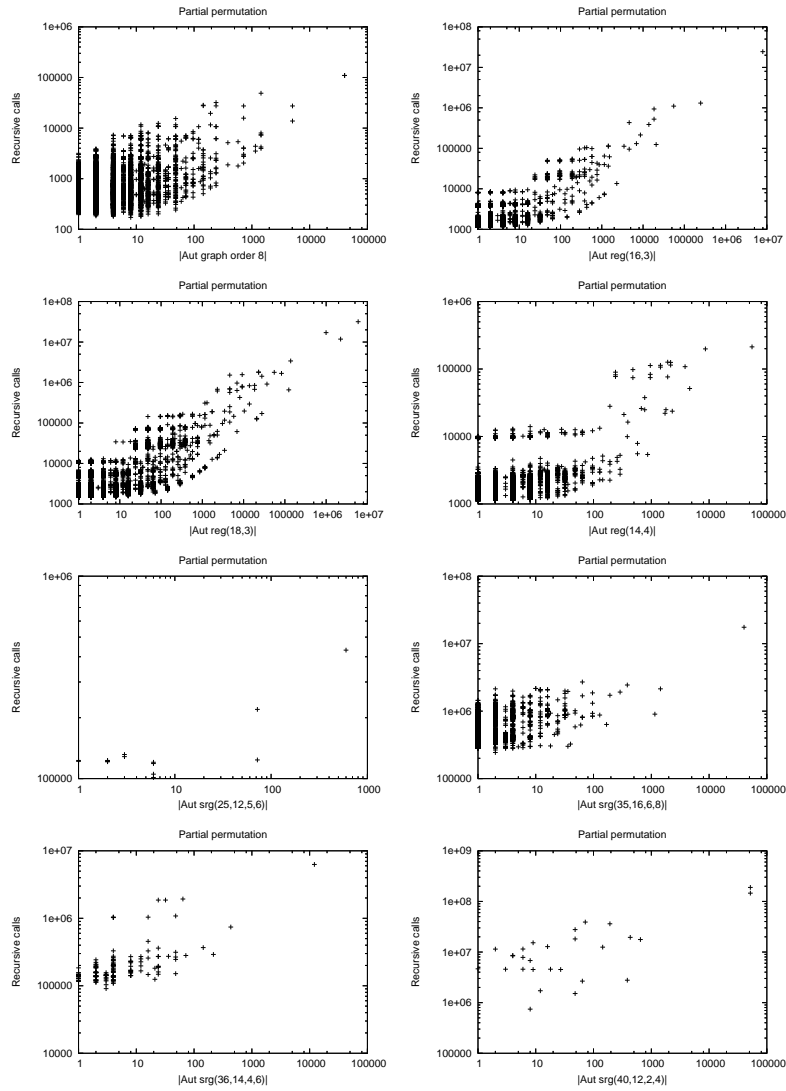 Partial permutation
1e+06
100000
10000
1000
100
Recursive calls
1 10 100 1000 10000 100000
|Aut graph order 8|
Partial permutation
1e+08
1e+07
1e+06
100000
10000
1000
Recursive calls
1 10 100 1000 10000 100000 1e+06 1e+07
|Aut reg(16,3)|
Partial permutation
1e+08
1e+07
1e+06
100000
10000
1000
Recursive calls
1 10 100 1000 10000 100000 1e+06 1e+07
|Aut reg(18,3)|
Partial permutation
1e+06
100000
10000
1000
Recursive calls
1 10 100 1000 10000 100000
|Aut reg(14,4)|
Partial permutation
1e+06
100000
Recursive calls
1 10 100 1000
|Aut srg(25,12,5,6)|
Partial permutation
1e+08
1e+07
1e+06
100000
Recursive calls
1 10 100 1000 10000 100000
|Aut srg(35,16,6,8)|
Partial permutation
1e+07
1e+06
100000
10000
Recursive calls
1 10 100 1000 10000 100000
|Aut srg(36,14,4,6)|
Partial permutation
1e+09
1e+08
1e+07
1e+06
100000
Recursive calls
1 10 100 1000 10000 100000
|Aut srg(40,12,2,4)|